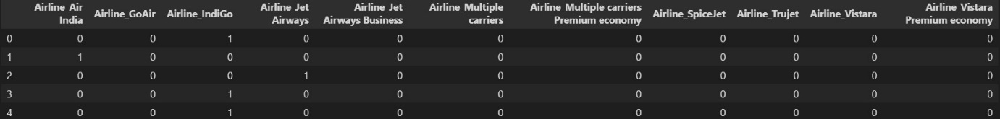 Airline_Air India Airline_GoAir Airline_IndiGo Airline_Jet Airways Airline_Jet Airways Business Airline_Multiple carriers Airline_Multiple carriers Premium economy Airline_SpiceJet Airline_Trujet Airline_Vistara Airline_Vistara Premium economy
0 0 0 1 0 0 0 0 0 0 0 0
1 1 0 0 0 0 0 0 0 0 0 0
2 0 0 0 1 0 0 0 0 0 0 0
3 0 0 1 0 0 0 0 0 0 0 0
4 0 0 1 0 0 0 0 0 0 0 0